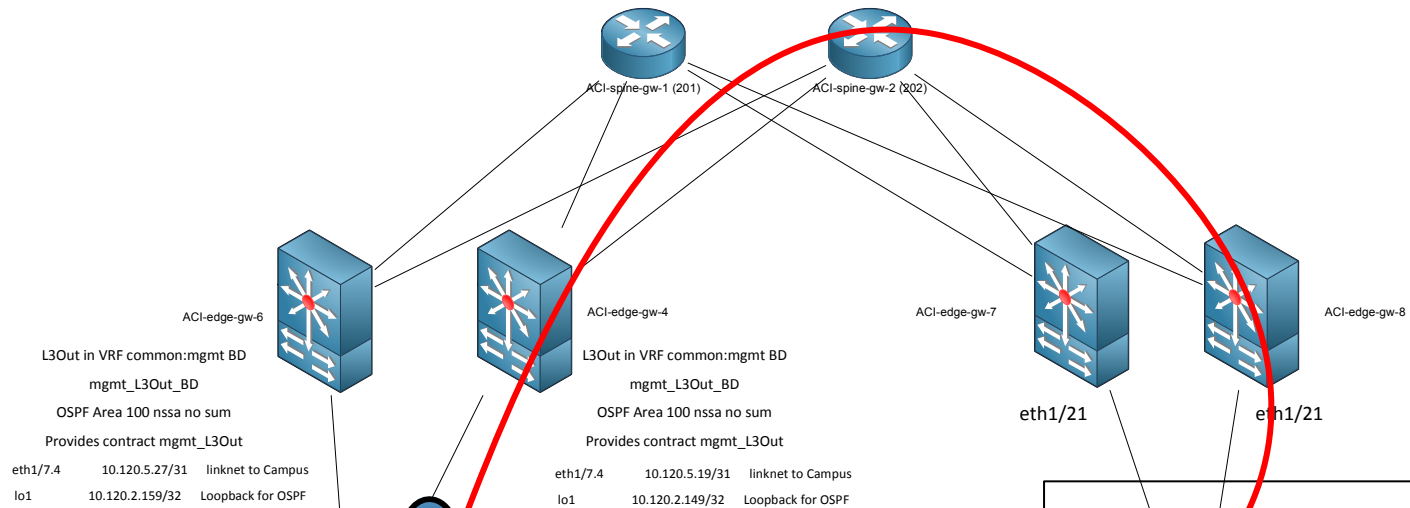 ACI-spine-gw-1 (201)
ACI-spine-gw-2 (202)
ACI-edge-gw-6
ACI-edge-gw-4
ACI-edge-gw-7
ACI-edge-gw-8
L3Out in VRF common:mgmt BD
mgmt_L3Out_BD
OSPF Area 100 nssa no sum
Provides contract mgmt_L3Out
eth1/7.4 10.120.5.27/31 linknet to Campus
lo1 10.120.2.159/32 Loopback for OSPF
L3Out in VRF common:mgmt BD
mgmt_L3Out_BD
OSPF Area 100 nssa no sum
Provides contract mgmt_L3Out
eth1/7.4 10.120.5.19/31 linknet to Campus
lo1 10.120.2.149/32 Loopback for OSPF
eth1/21
eth1/21